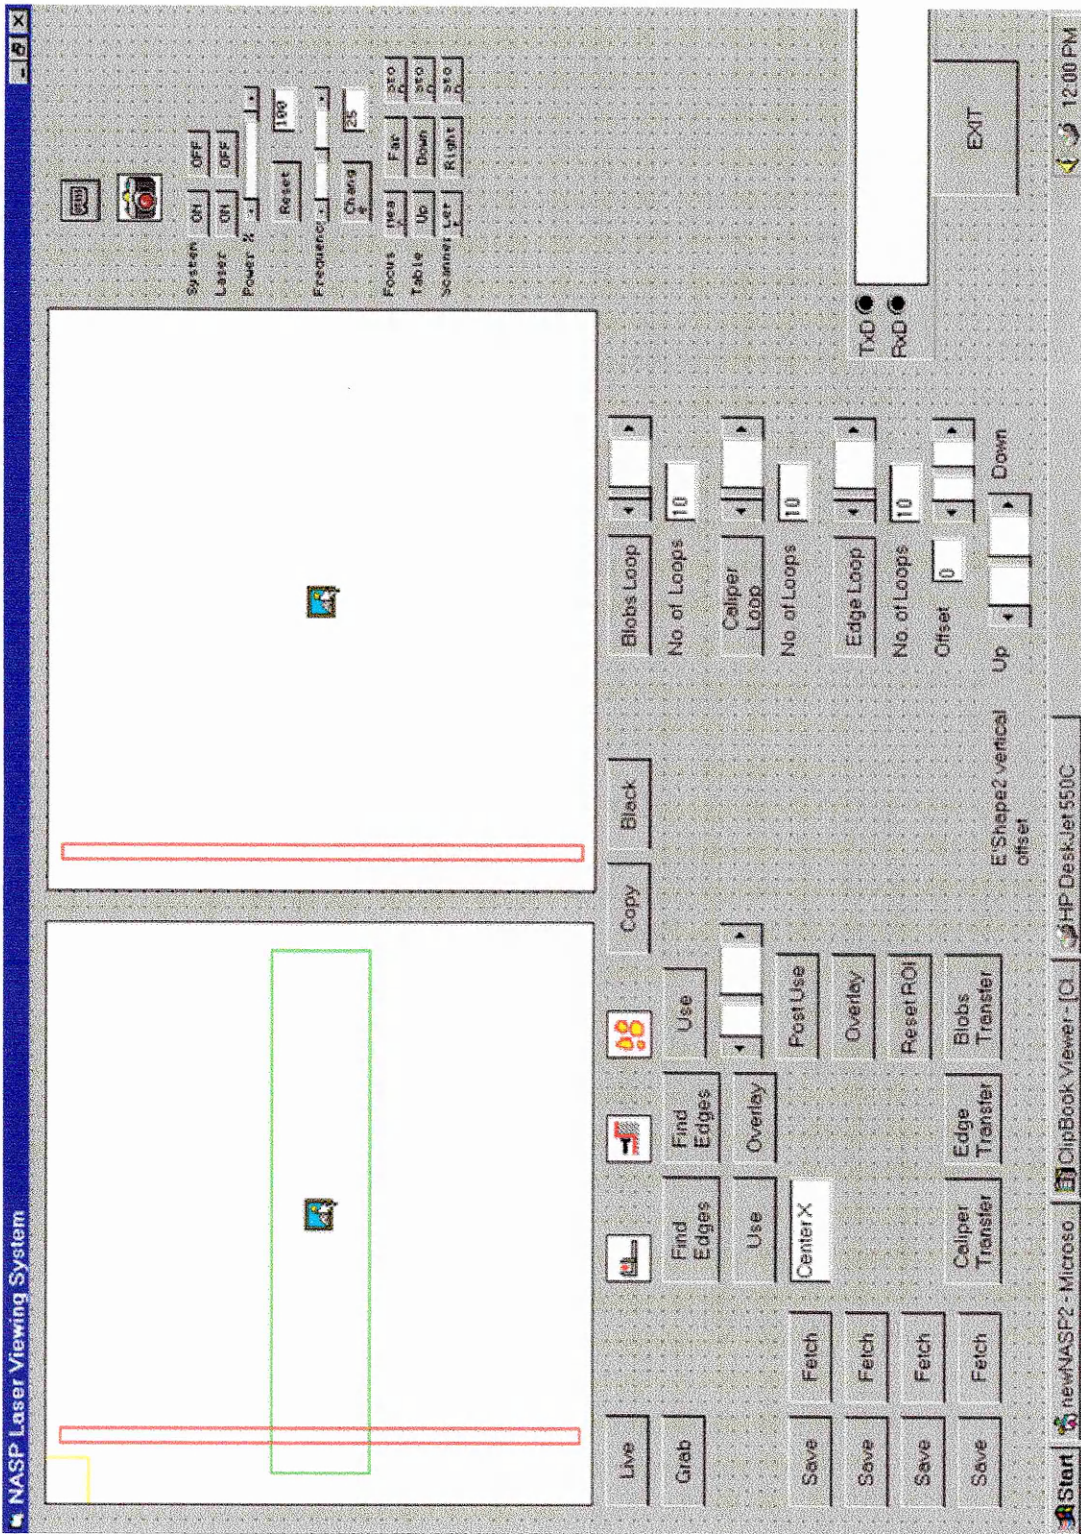 NASP Laser Viewing System
System ON OFF
Laser ON OFF
Power %
Reset 100
Frequenc
Chang
e 25
Focus Far
Table Up Down
Scanner Right
Live
Grab
Find
Edges
Find
Edges
Use
Copy
Black
Use
Overlay
Center X
Post Use
Overlay
Reset ROI
Save Fetch
Save Fetch
Save Fetch
Save Fetch
Caliper
Transfer
Edge
Transfer
Blobs
Transfer
Blobs Loop
No. of Loops 10
Caliper
Loop
No. of Loops 10
Edge Loop
No. of Loops 10
Offset 0
E'Shape2 vertical
offset
Up Down
TxD
RxD
EXIT
Start newNASP2 - Microso ClipBook Viewer - [Cl. HP DeskJet 550C 12:00 PM